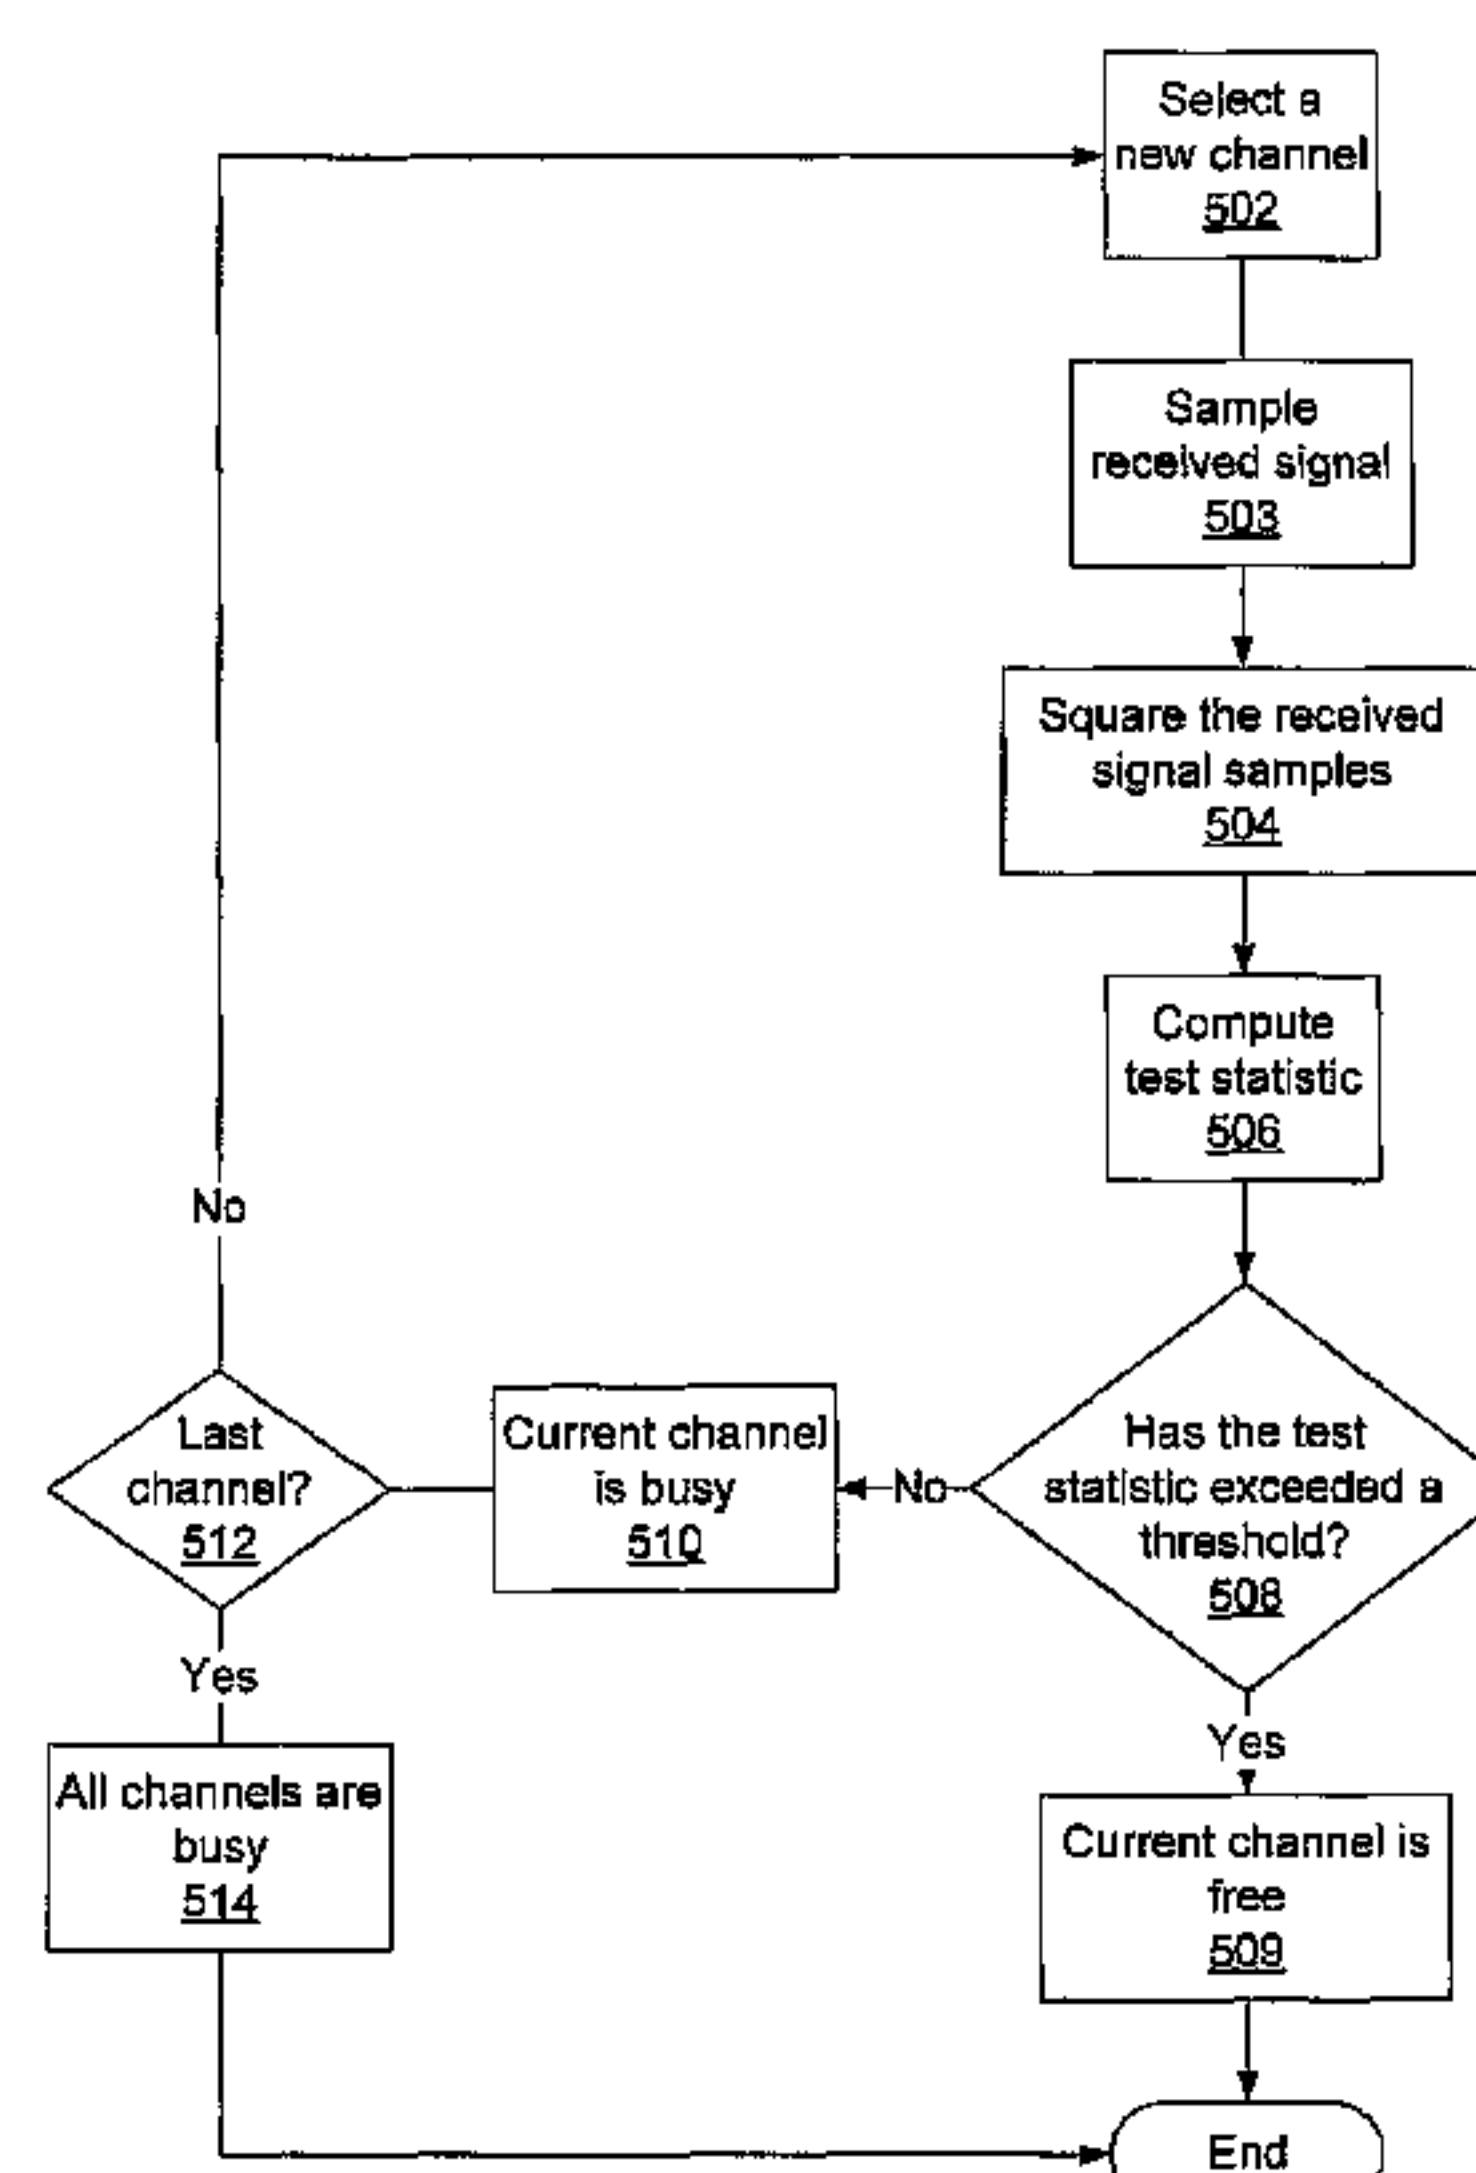 Select a
new channel
502
Sample
received signal
503
Square the received
signal samples
504
Compute
test statistic
506
No
Last
channel?
512
Current channel
is busy
510
No
Has the test
statistic exceeded a
threshold?
508
Yes
All channels are
busy
514
Yes
Current channel is
free
509
End